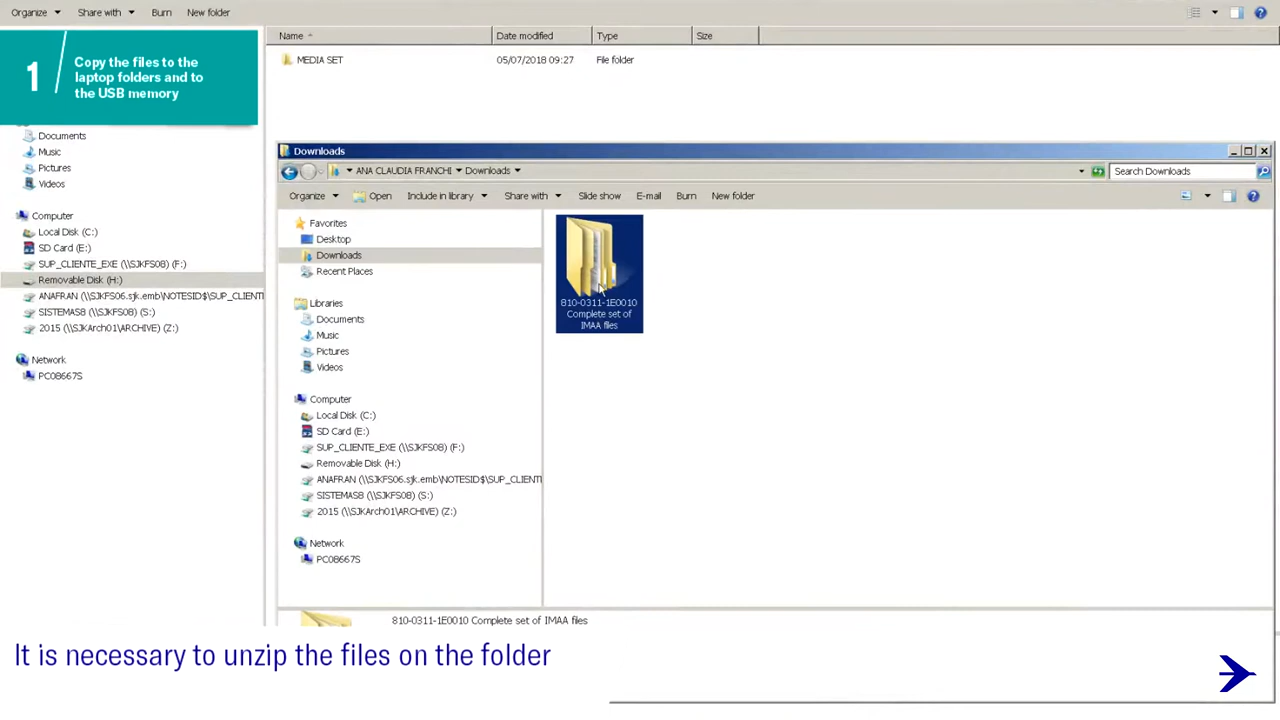 Organize Share with Burn New folder
1
Copy the files to the
laptop folders and to
the USB memory
Name Date modified Type Size
MEDIA SET 05/07/2018 09:27 File folder
Documents
Music
Pictures
Videos
Computer
Local Disk (C:)
SD Card (E:)
SUP_CLIENTE_EXE (\\SJKFS08) (F:)
Removable Disk (H:)
ANAFRAN (\\SJKFS06.sjk.emb\NOTESID$\SUP_CLIENTI
SISTEMAS8 (\\SJKFS08) (S:)
2015 (\\SJKArch01\ARCHIVE) (Z:)
Network
PC08667S
Downloads
ANA CLAUDIA FRANCHI Downloads
Search Downloads
Organize Open Include in library Share with Slide show E-mail Burn New folder
Favorites
Desktop
Downloads
Recent Places
Libraries
Documents
Music
Pictures
Videos
Computer
Local Disk (C:)
SD Card (E:)
SUP_CLIENTE_EXE (\\SJKFS08) (F:)
Removable Disk (H:)
ANAFRAN (\\SJKFS06.sjk.emb\NOTESID$\SUP_CLIENTI
SISTEMAS8 (\\SJKFS08) (S:)
2015 (\\SJKArch01\ARCHIVE) (Z:)
Network
PC08667S
810-0311-1E0010
Complete set of
IMAA files
810-0311-1E0010 Complete set of IMAA files
It is necessary to unzip the files on the folder